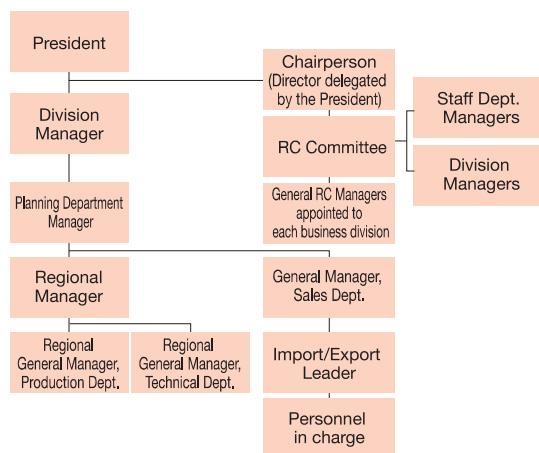 President
Chairperson
(Director delegated
by the President)
Division
Manager
RC Committee
Staff Dept.
Managers
Division
Managers
Planning Department
Manager
General RC Managers
appointed to
each business division
Regional
Manager
General Manager,
Sales Dept.
Regional
General Manager,
Production Dept.
Regional
General Manager,
Technical Dept.
Import/Export
Leader
Personnel
in charge